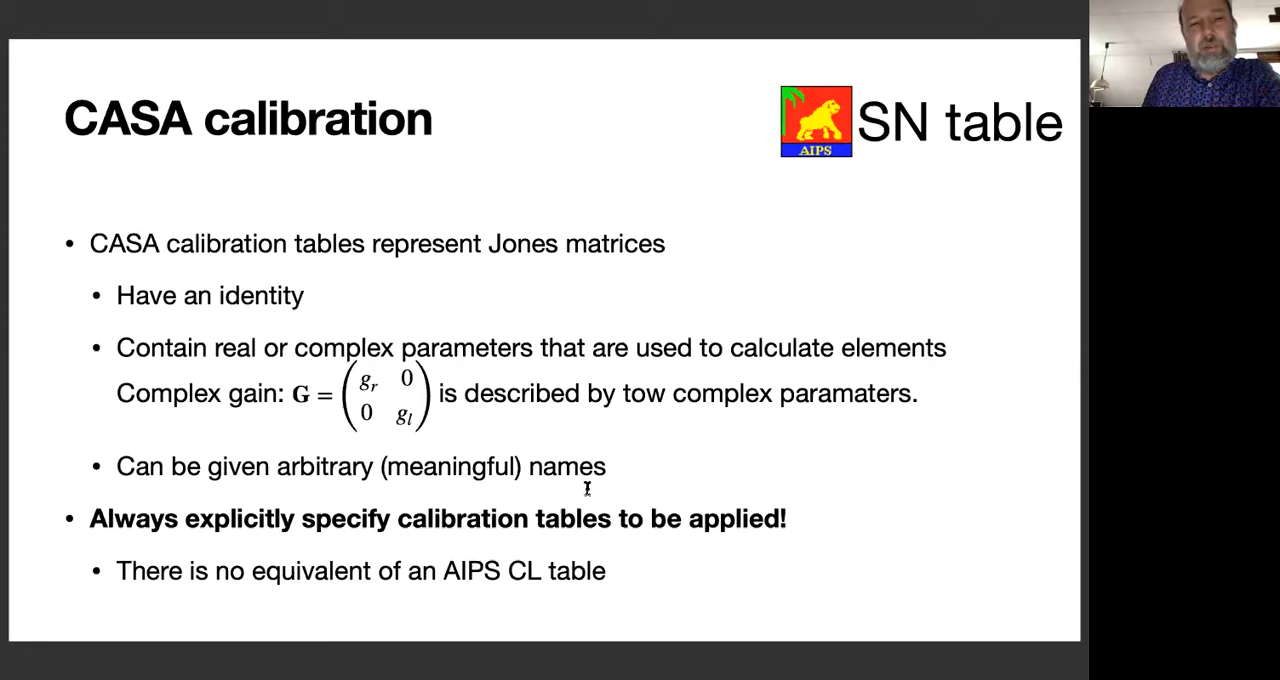 CASA calibration
AIPS
SN table
• CASA calibration tables represent Jones matrices
• Have an identity
• Contain real or complex parameters that are used to calculate elements
Complex gain: G = (g_r 0 0 g_l) is described by tow complex paramaters.
• Can be given arbitrary (meaningful) names
• Always explicitly specify calibration tables to be applied!
• There is no equivalent of an AIPS CL table